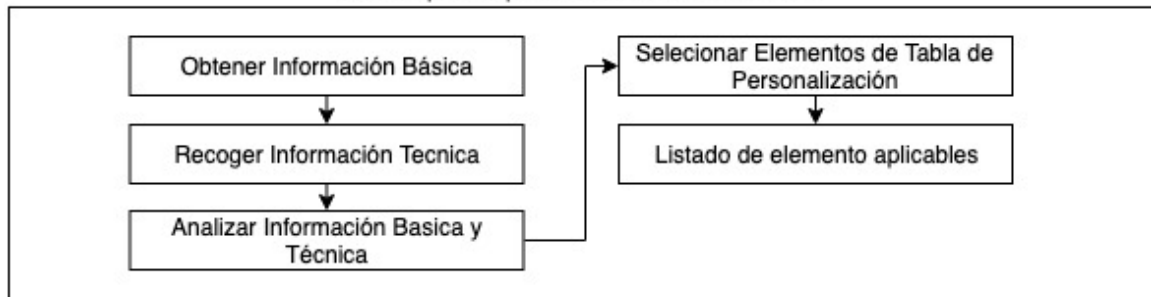 Obtener Información Básica
Recoger Información Tecnica
Analizar Información Basica y
Técnica
Selecionar Elementos de Tabla de
Personalización
Listado de elemento aplicables